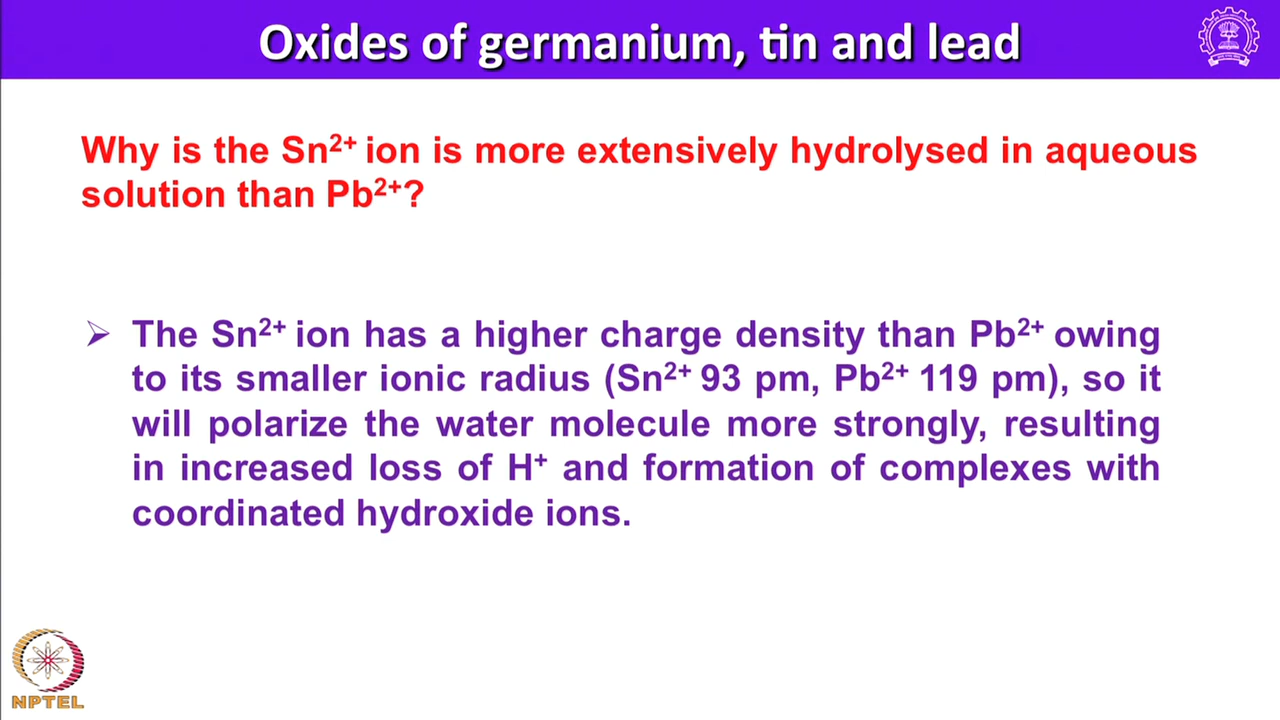 Oxides of germanium, tin and lead
Why is the Sn²⁺ ion is more extensively hydrolysed in aqueous
solution than Pb²⁺?
➢ The Sn²⁺ ion has a higher charge density than Pb²⁺ owing
to its smaller ionic radius (Sn²⁺ 93 pm, Pb²⁺ 119 pm), so it
will polarize the water molecule more strongly, resulting
in increased loss of H⁺ and formation of complexes with
coordinated hydroxide ions.
NPTEL